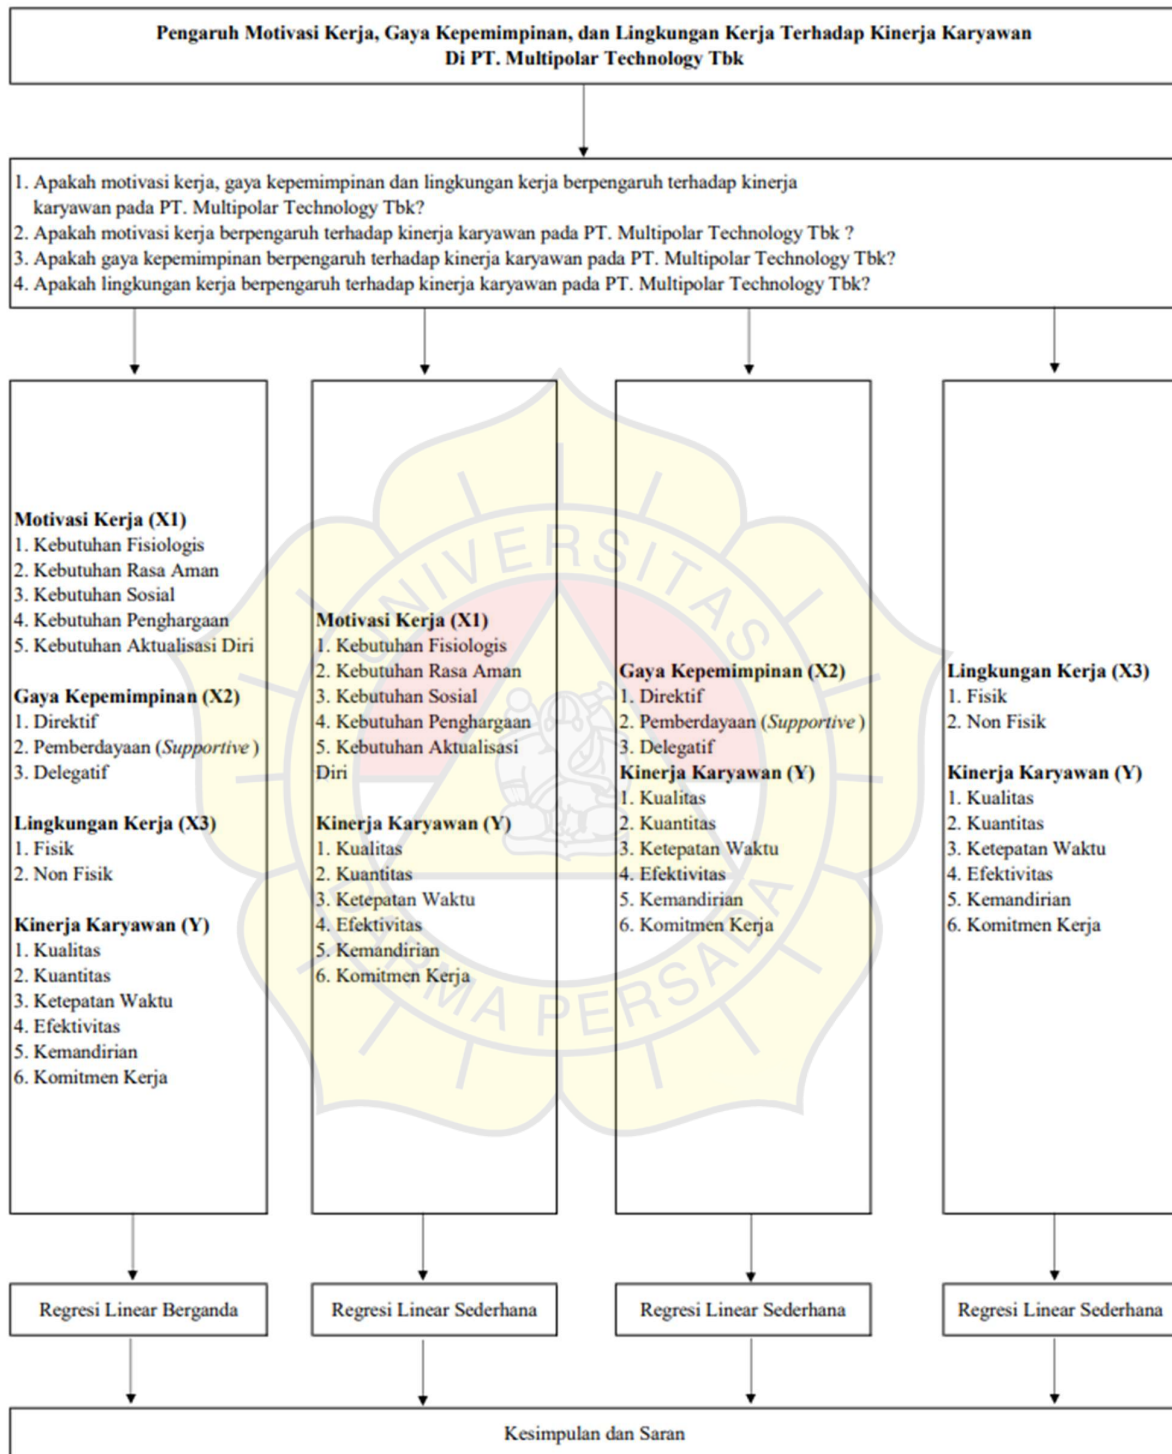 Pengaruh Motivasi Kerja, Gaya Kepemimpinan, dan Lingkungan Kerja Terhadap Kinerja Karyawan
Di PT. Multipolar Technology Tbk
1. Apakah motivasi kerja, gaya kepemimpinan dan lingkungan kerja berpengaruh terhadap kinerja
karyawan pada PT. Multipolar Technology Tbk?
2. Apakah motivasi kerja berpengaruh terhadap kinerja karyawan pada PT. Multipolar Technology Tbk ?
3. Apakah gaya kepemimpinan berpengaruh terhadap kinerja karyawan pada PT. Multipolar Technology Tbk?
4. Apakah lingkungan kerja berpengaruh terhadap kinerja karyawan pada PT. Multipolar Technology Tbk?
Motivasi Kerja (X1)
1. Kebutuhan Fisiologis
2. Kebutuhan Rasa Aman
3. Kebutuhan Sosial
4. Kebutuhan Penghargaan
5. Kebutuhan Aktualisasi Diri
Gaya Kepemimpinan (X2)
1. Direktif
2. Pemberdayaan (Supportive )
3. Delegatif
Lingkungan Kerja (X3)
1. Fisik
2. Non Fisik
Kinerja Karyawan (Y)
1. Kualitas
2. Kuantitas
3. Ketepatan Waktu
4. Efektivitas
5. Kemandirian
6. Komitmen Kerja
Motivasi Kerja (X1)
1. Kebutuhan Fisiologis
2. Kebutuhan Rasa Aman
3. Kebutuhan Sosial
4. Kebutuhan Penghargaan
5. Kebutuhan Aktualisasi
Diri
Kinerja Karyawan (Y)
1. Kualitas
2. Kuantitas
3. Ketepatan Waktu
4. Efektivitas
5. Kemandirian
6. Komitmen Kerja
Gaya Kepemimpinan (X2)
1. Direktif
2. Pemberdayaan (Supportive )
3. Delegatif
Kinerja Karyawan (Y)
1. Kualitas
2. Kuantitas
3. Ketepatan Waktu
4. Efektivitas
5. Kemandirian
6. Komitmen Kerja
Lingkungan Kerja (X3)
1. Fisik
2. Non Fisik
Kinerja Karyawan (Y)
1. Kualitas
2. Kuantitas
3. Ketepatan Waktu
4. Efektivitas
5. Kemandirian
6. Komitmen Kerja
Regresi Linear Berganda
Regresi Linear Sederhana
Regresi Linear Sederhana
Regresi Linear Sederhana
Kesimpulan dan Saran
UNIVERSITAS
DARMA PERSADA